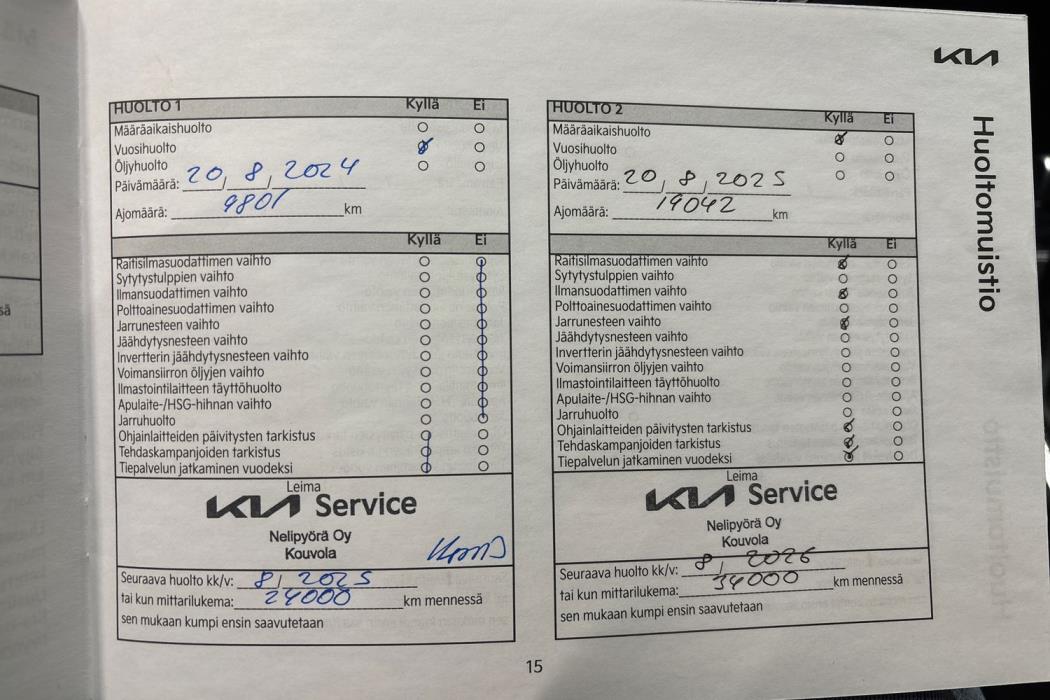 KIA
Huoltomuistio
HUOLTO 1 Kyllä Ei
Määräaikaishuolto
Vuosihuolto
Öljyhuolto
Päivämäärä: 20, 8, 2024
Ajomäärä: 9801 km
Kyllä Ei
Raitisilmasuodattimen vaihto
Sytytystulppien vaihto
Ilmansuodattimen vaihto
Polttoainesuodattimen vaihto
Jarrunesteen vaihto
Jäähdytysnesteen vaihto
Invertterin jäähdytysnesteen vaihto
Voimansiirron öljyjen vaihto
Ilmastointilaitteen täyttöhuolto
Apulaite-/HSG-hihnan vaihto
Jarruhuolto
Ohjainlaitteiden päivitysten tarkistus
Tehdaskampanjoiden tarkistus
Tiepalvelun jatkaminen vuodeksi
Leima
KIA Service
Nelipyörä Oy
Kouvola
Seuraava huolto kk/v: 8, 2025
tai kun mittarilukema: 24000 km mennessä
sen mukaan kumpi ensin saavutetaan
HUOLTO 2 Kyllä Ei
Määräaikaishuolto
Vuosihuolto
Öljyhuolto
Päivämäärä: 20, 8, 2025
Ajomäärä: 19042 km
Kyllä Ei
Raitisilmasuodattimen vaihto
Sytytystulppien vaihto
Ilmansuodattimen vaihto
Polttoainesuodattimen vaihto
Jarrunesteen vaihto
Jäähdytysnesteen vaihto
Invertterin jäähdytysnesteen vaihto
Voimansiirron öljyjen vaihto
Ilmastointilaitteen täyttöhuolto
Apulaite-/HSG-hihnan vaihto
Jarruhuolto
Ohjainlaitteiden päivitysten tarkistus
Tehdaskampanjoiden tarkistus
Tiepalvelun jatkaminen vuodeksi
Leima
KIA Service
Nelipyörä Oy
Kouvola
Seuraava huolto kk/v: 8, 2026
tai kun mittarilukema: 34000 km mennessä
sen mukaan kumpi ensin saavutetaan
15